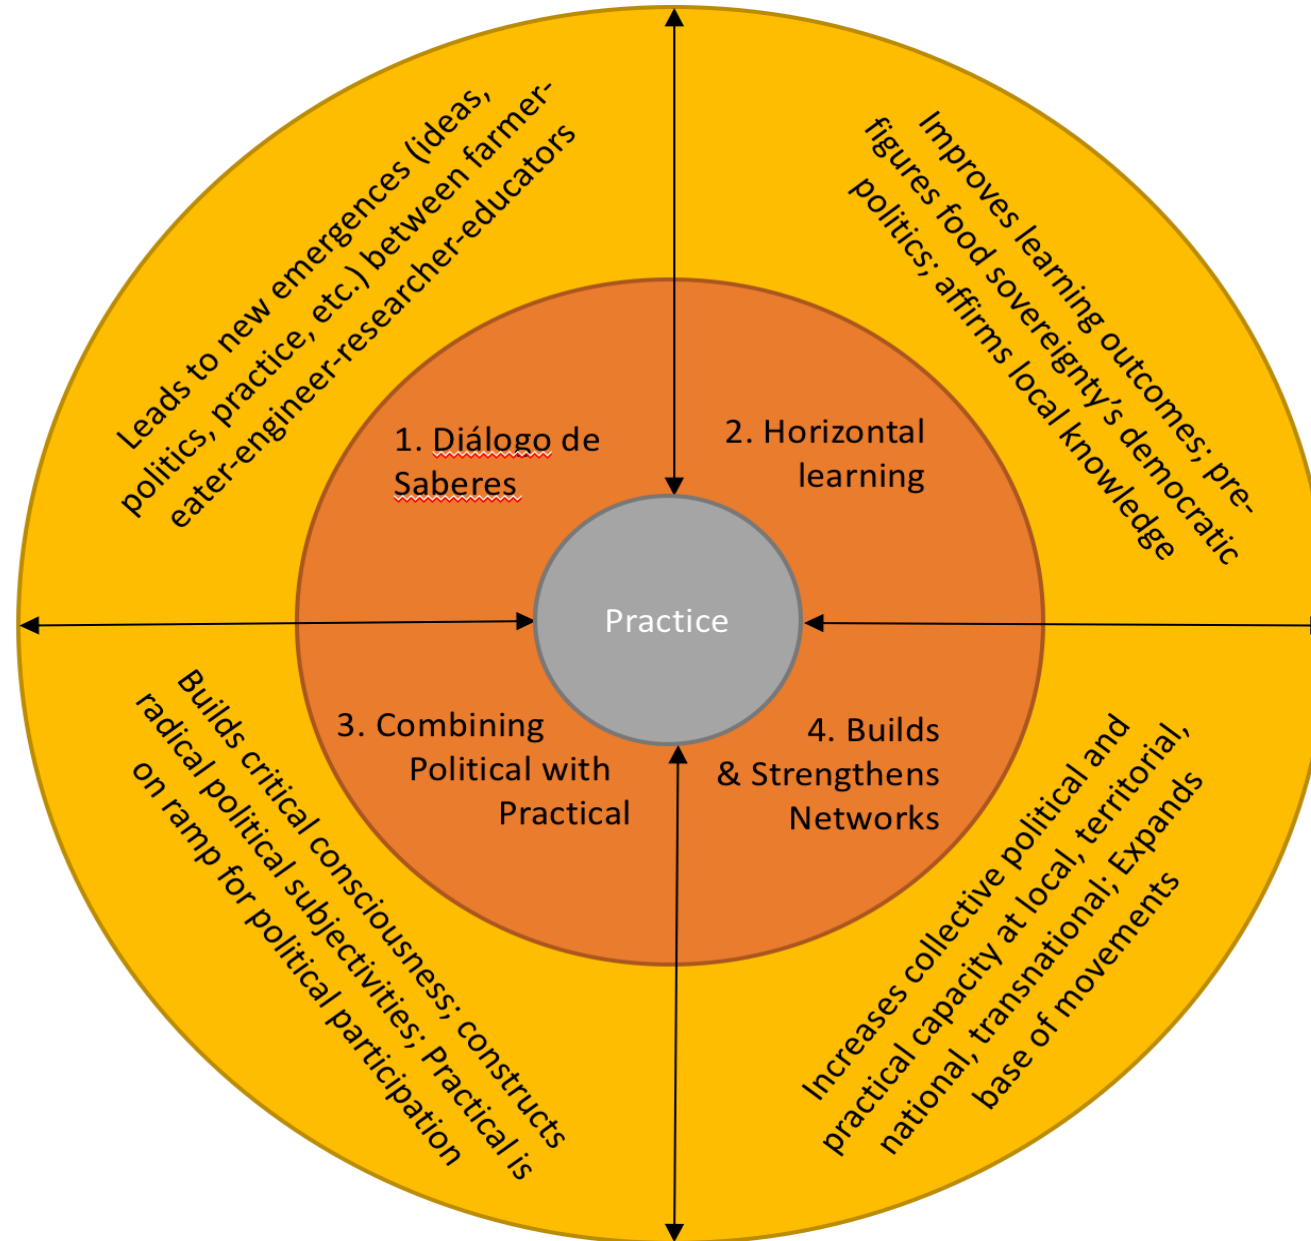 Leads to new emergences (ideas,
politics, practice, etc.) between farmer-
eater-engineer-researcher-educators
Improves learning outcomes; pre-
figures food sovereignty’s democratic
politics; affirms local knowledge
1. Diálogo de
Saberes
2. Horizontal
learning
Practice
3. Combining
Political with
Practical
4. Builds
& Strengthens
Networks
Builds critical consciousness; constructs
radical political subjectivities; Practical is
on ramp for political participation
Increases collective political and
practical capacity at local, territorial,
national, transnational; Expands
base of movements